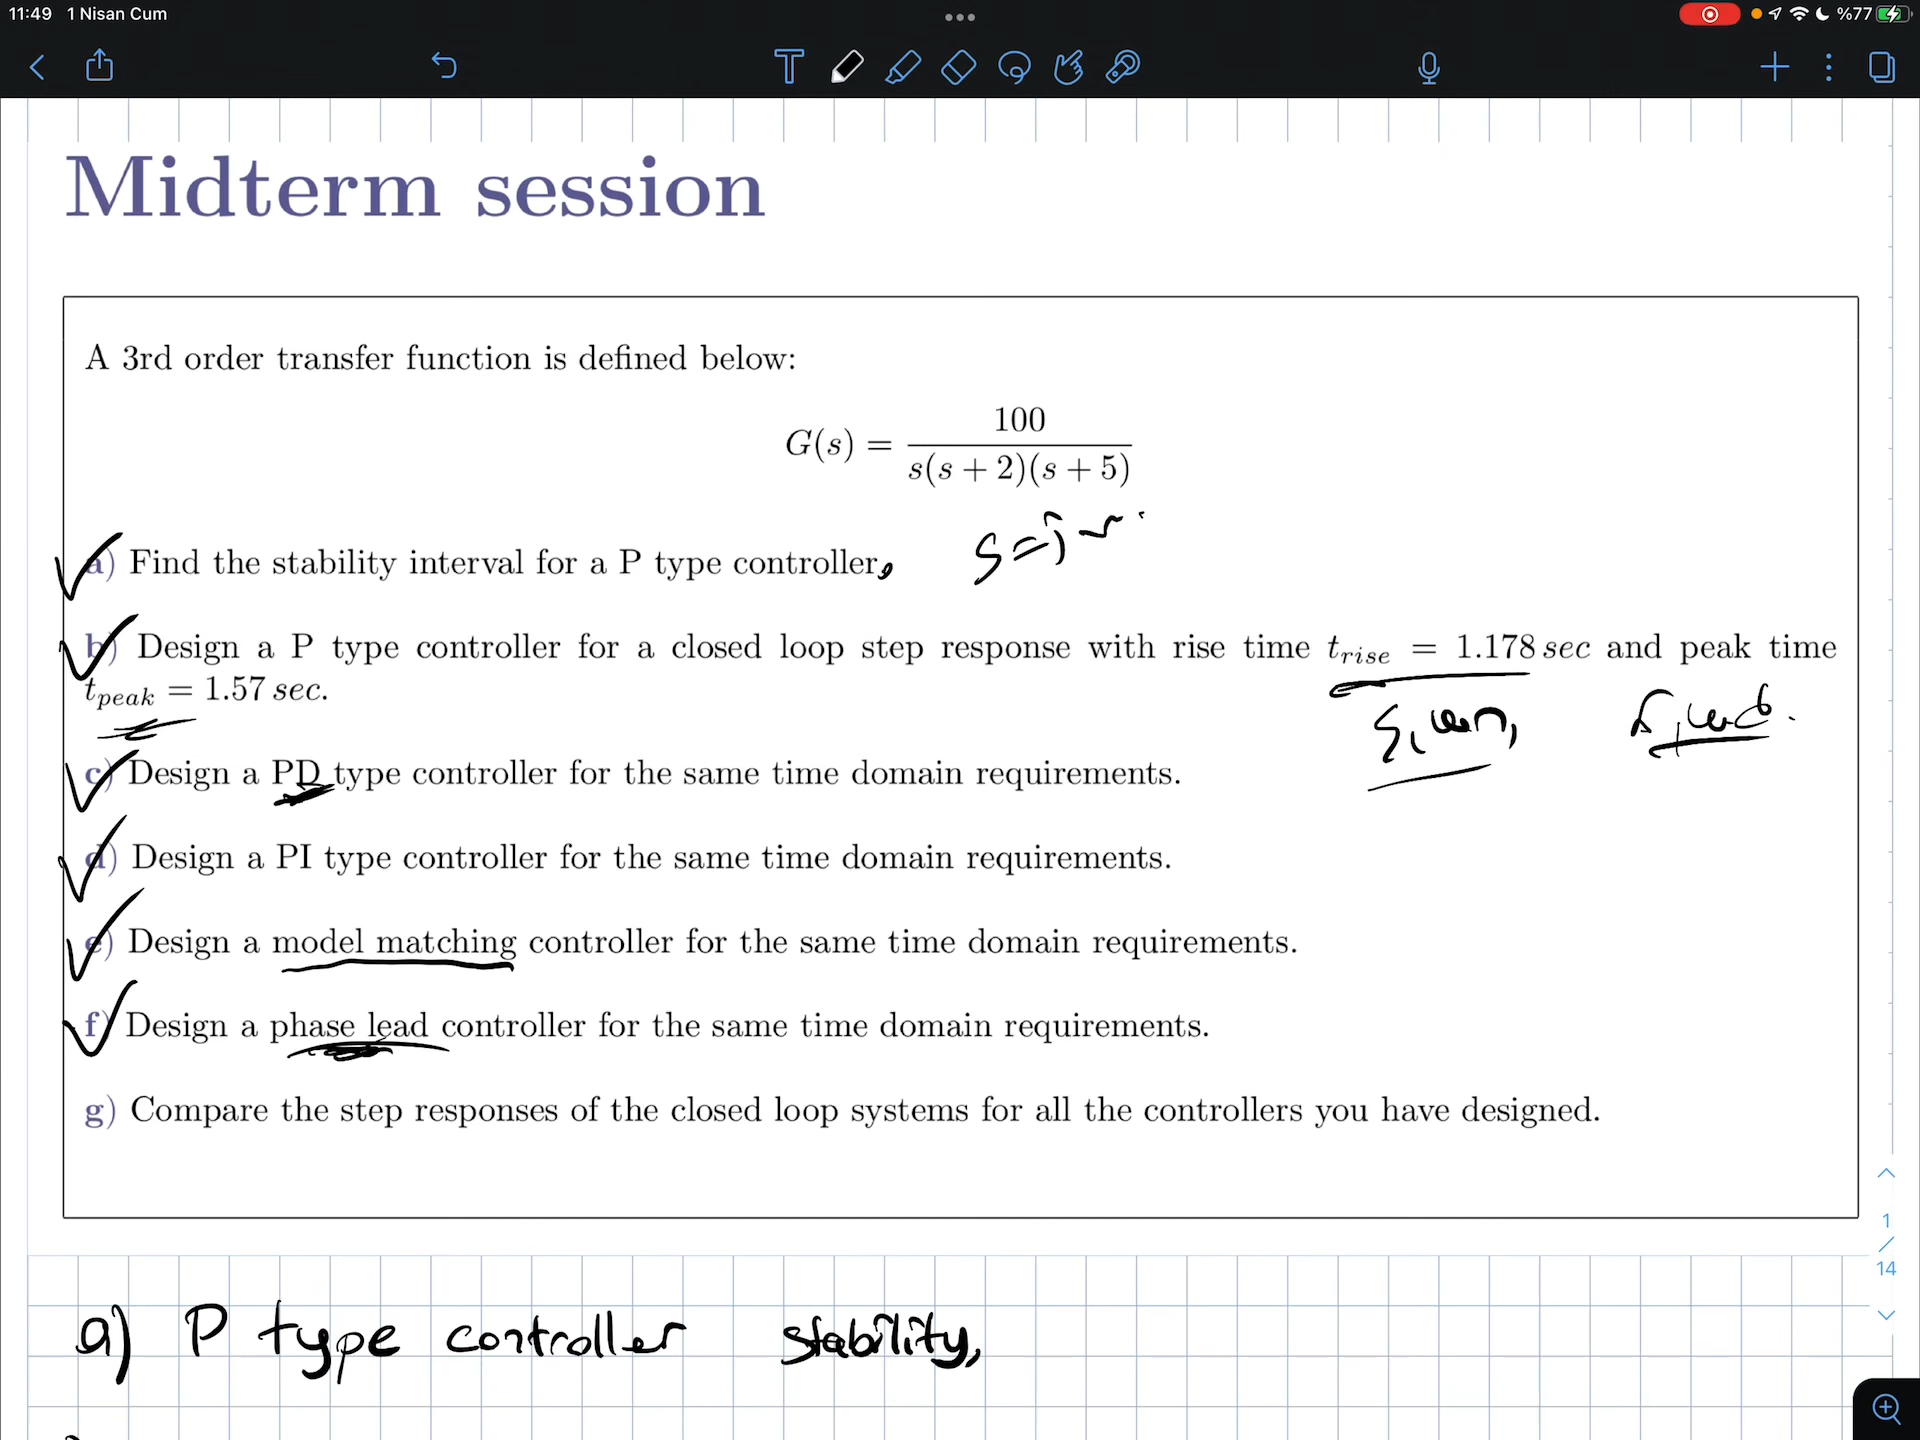 11:49 1 Nisan Cum
%77
Midterm session
A 3rd order transfer function is defined below:
G(s) = 100 / s(s + 2)(s + 5)
a) Find the stability interval for a P type controller,
s=jw
b) Design a P type controller for a closed loop step response with rise time t_rise = 1.178 sec and peak time
t_peak = 1.57 sec.
c) Design a PD type controller for the same time domain requirements.
d) Design a PI type controller for the same time domain requirements.
e) Design a model matching controller for the same time domain requirements.
f) Design a phase lead controller for the same time domain requirements.
g) Compare the step responses of the closed loop systems for all the controllers you have designed.
1
/
14
a) P type controller stability,